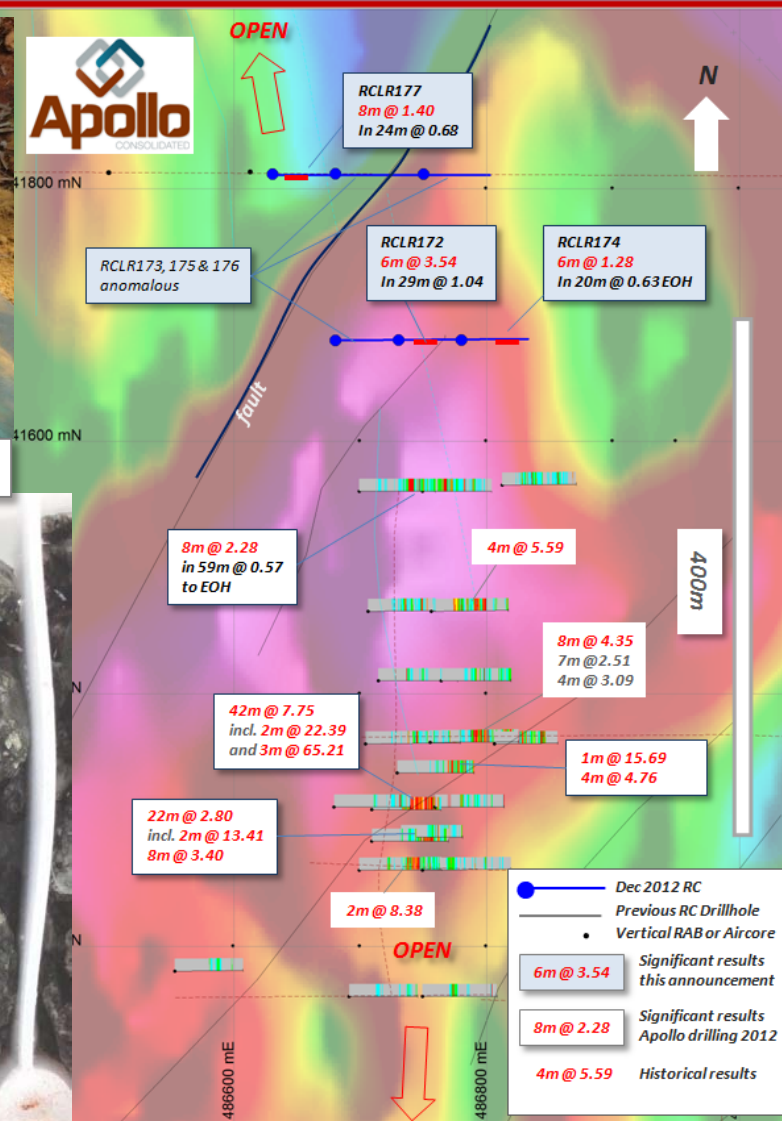 OPEN
Apollo
CONSOLIDATED
N
RCLR177
8m @ 1.40
In 24m @ 0.68
41800 mN
RCLR173, 175 & 176
anomalous
RCLR172
6m @ 3.54
In 29m @ 1.04
RCLR174
6m @ 1.28
In 20m @ 0.63 EOH
fault
41600 mN
8m @ 2.28
in 59m @ 0.57
to EOH
4m @ 5.59
400m
8m @ 4.35
7m @2.51
4m @ 3.09
N
42m @ 7.75
incl. 2m @ 22.39
and 3m @ 65.21
1m @ 15.69
4m @ 4.76
22m @ 2.80
incl. 2m @ 13.41
8m @ 3.40
2m @ 8.38
OPEN
N
486600 mE
486800 mE
Dec 2012 RC
Previous RC Drillhole
Vertical RAB or Aircore
6m @ 3.54
Significant results
this announcement
8m @ 2.28
Significant results
Apollo drilling 2012
4m @ 5.59
Historical results